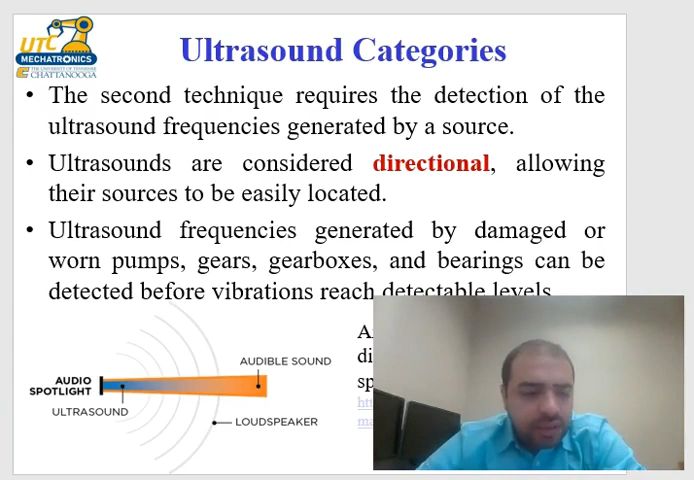 UTC
MECHATRONICS
THE UNIVERSITY OF TENNESSEE
CHATTANOOGA
Ultrasound Categories
• The second technique requires the detection of the
ultrasound frequencies generated by a source.
• Ultrasounds are considered directional, allowing
their sources to be easily located.
• Ultrasound frequencies generated by damaged or
worn pumps, gears, gearboxes, and bearings can be
detected before vibrations reach detectable levels
AUDIO
SPOTLIGHT
AUDIBLE SOUND
ULTRASOUND
LOUDSPEAKER